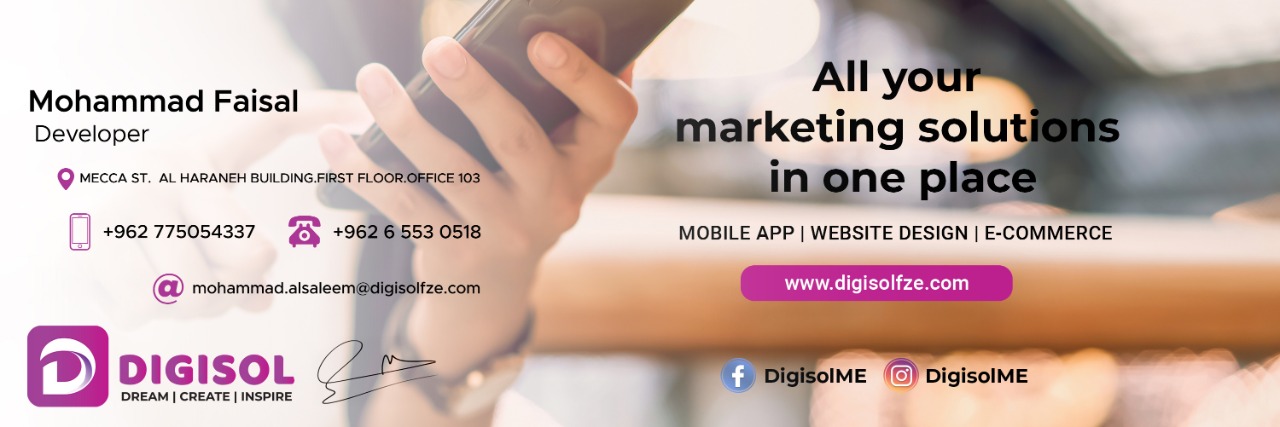 Mohammad Faisal
Developer
MECCA ST. AL HARANEH BUILDING.FIRST FLOOR.OFFICE 103
+962 775054337
+962 6 553 0518
mohammad.alsaleem@digisolfze.com
DIGISOL
DREAM | CREATE | INSPIRE
All your
marketing solutions
in one place
MOBILE APP | WEBSITE DESIGN | E-COMMERCE
www.digisolfze.com
DigisolME
DigisolME